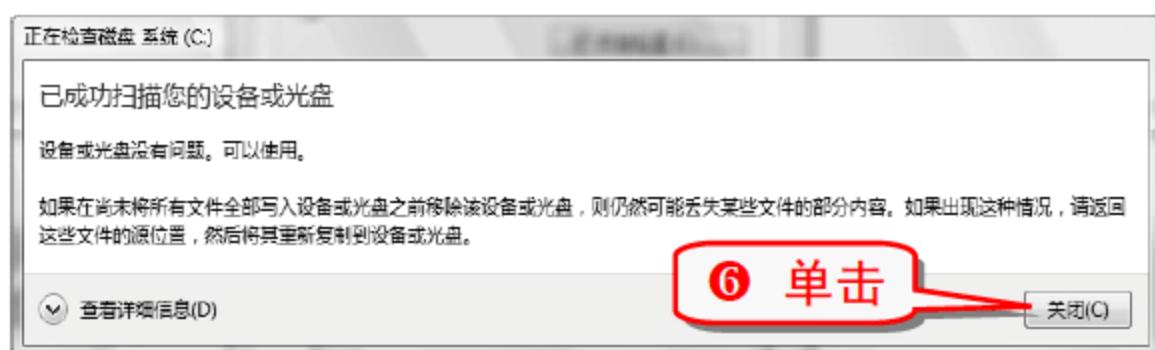 正在检查磁盘 系统 (C:)
已成功扫描您的设备或光盘
设备或光盘没有问题。可以使用。
如果在尚未将所有文件全部写入设备或光盘之前移除该设备或光盘，则仍然可能丢失某些文件的部分内容。如果出现这种情况，请返回
这些文件的源位置，然后将其重新复制到设备或光盘。
❻ 单击
查看详细信息(D)
关闭(C)